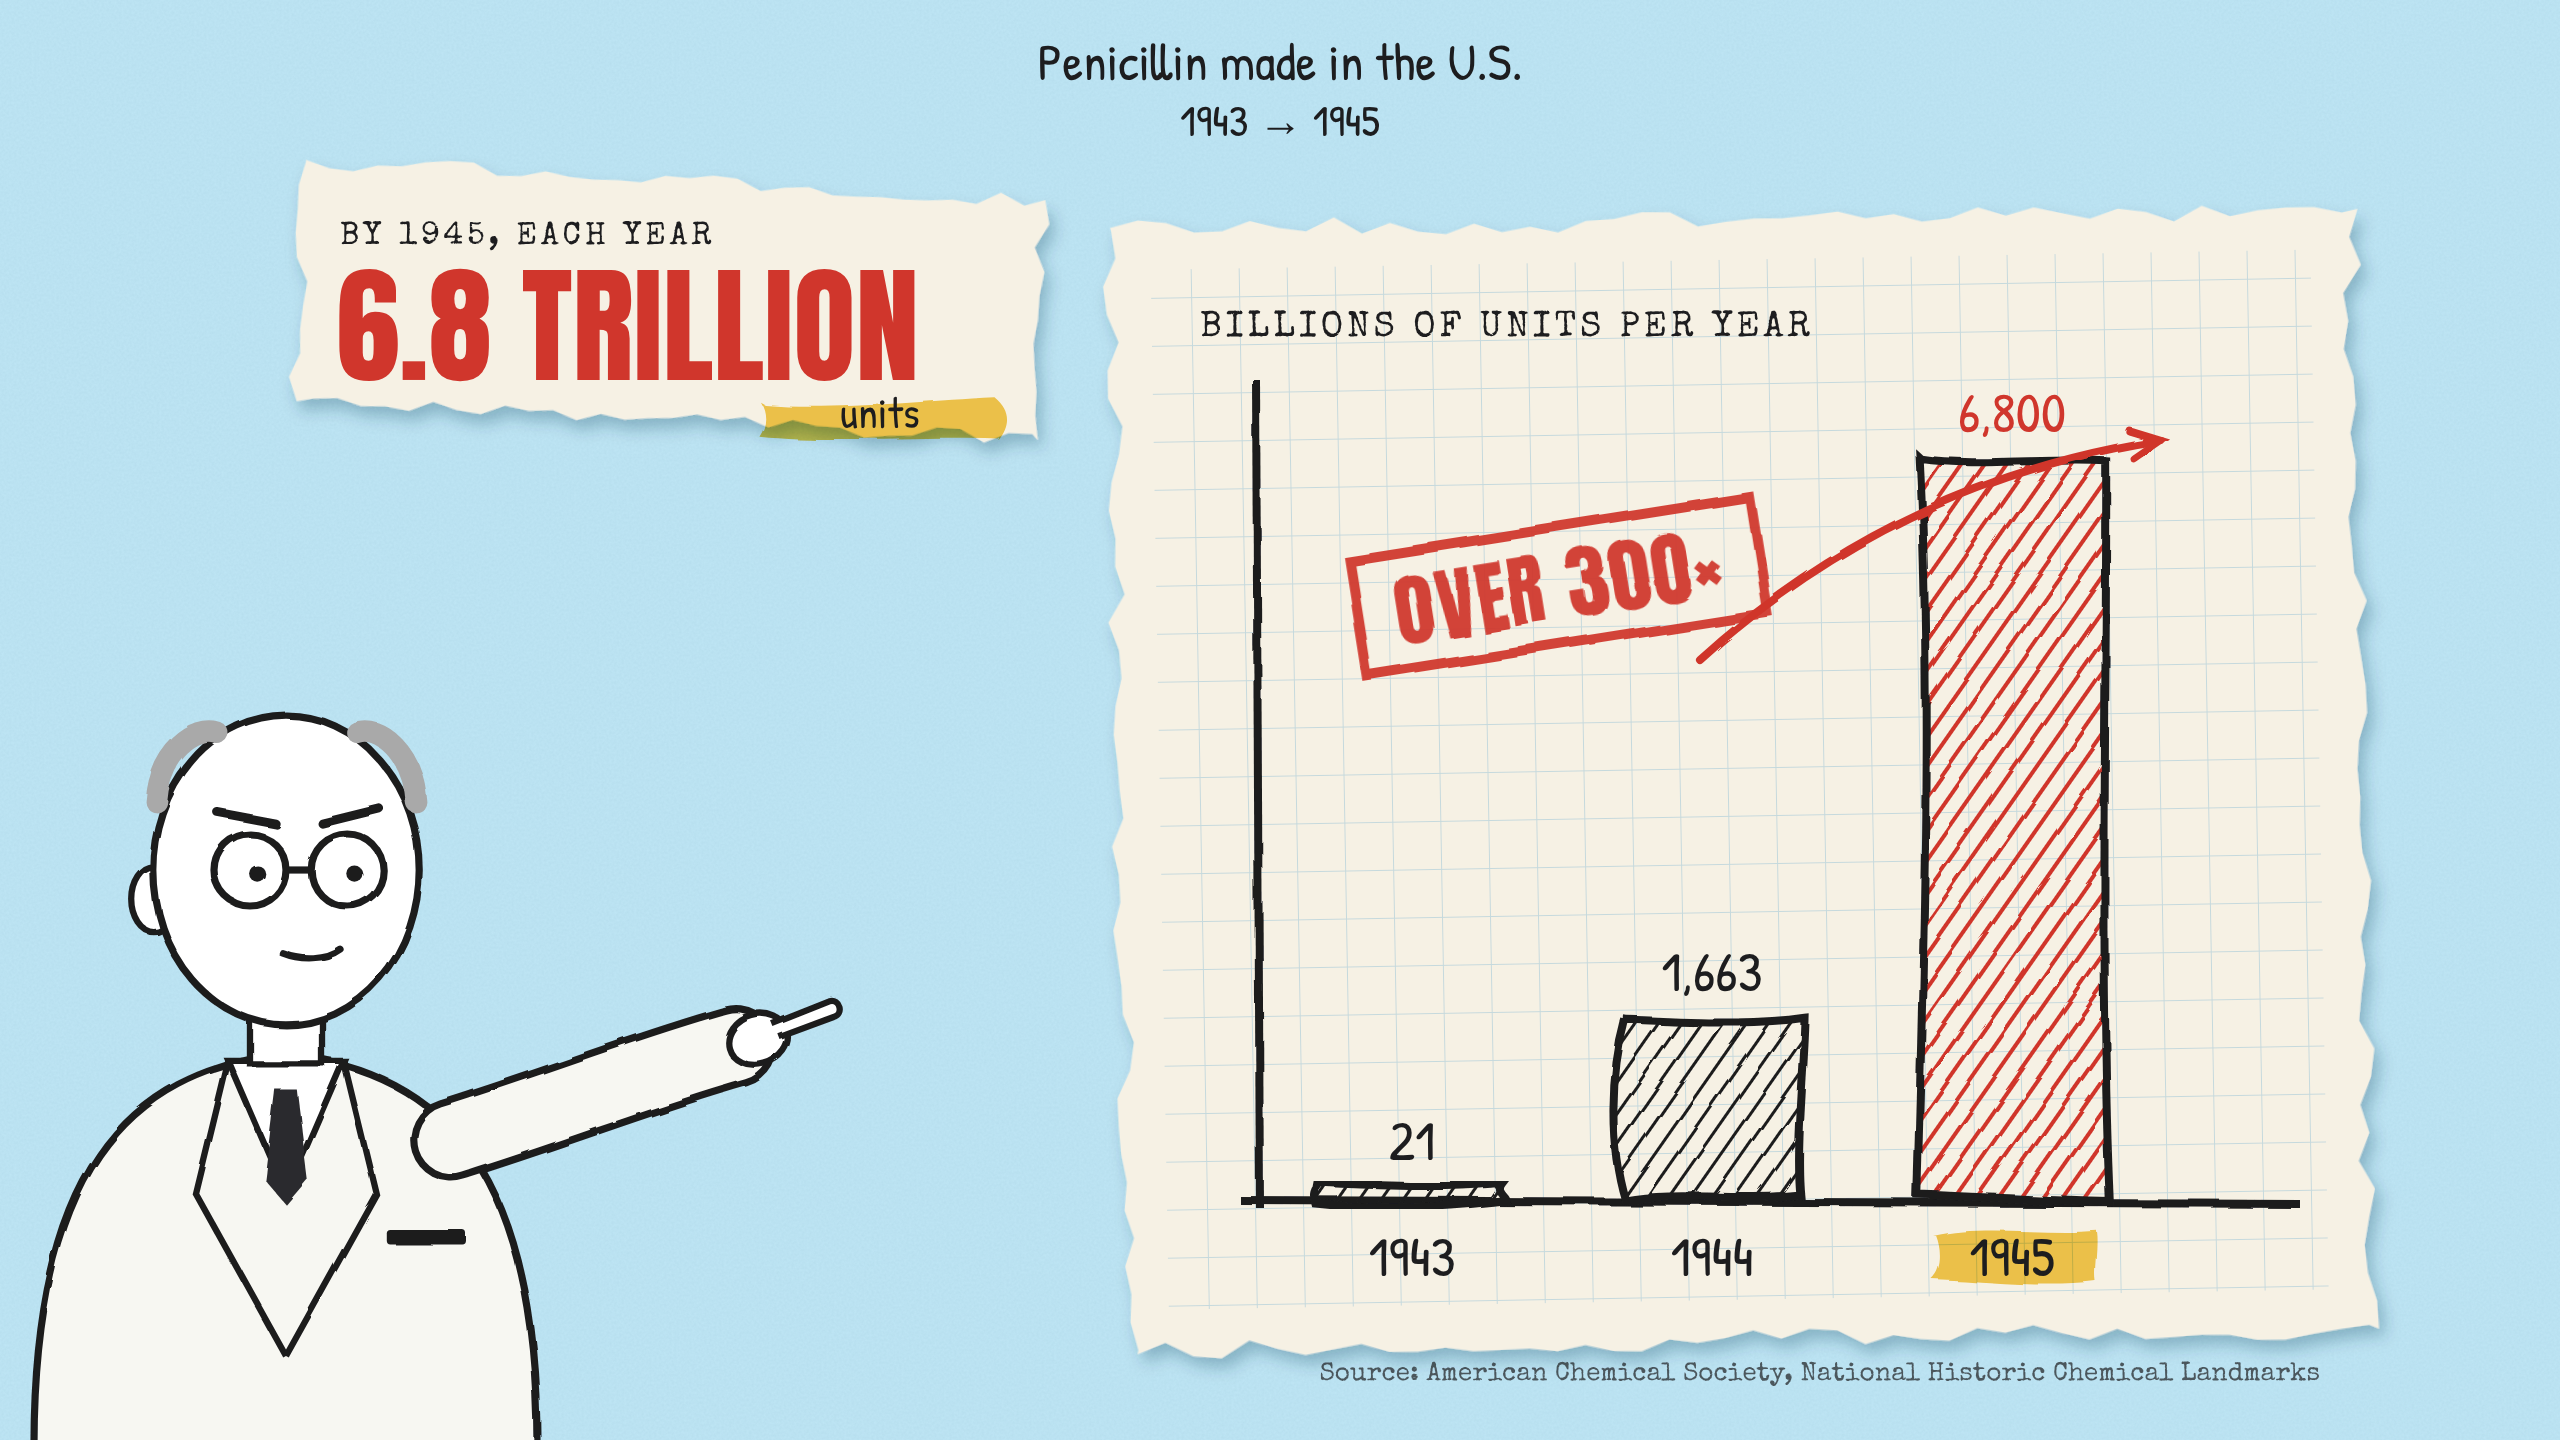 Penicillin made in the U.S.
1943 → 1945
BY 1945, EACH YEAR
6.8 TRILLION
units
BILLIONS OF UNITS PER YEAR
6,800
OVER 300×
1,663
21
1943
1944
1945
Source: American Chemical Society, National Historic Chemical Landmarks